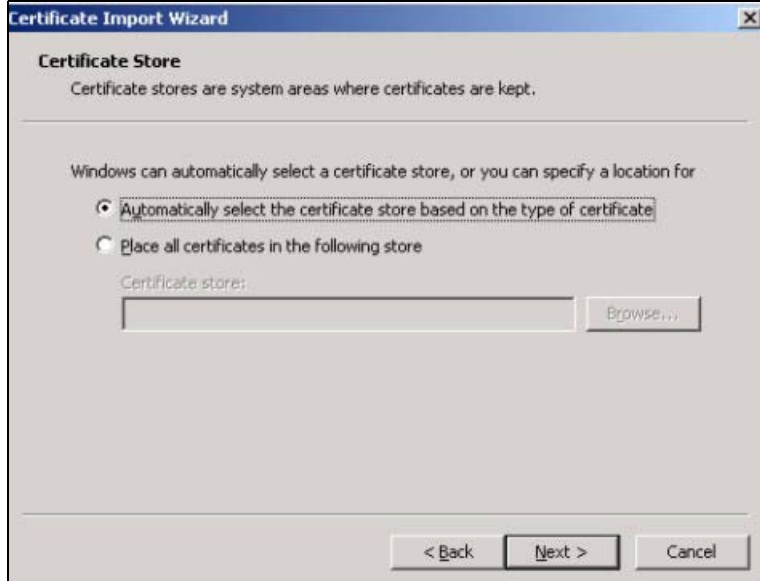 Certificate Import Wizard
Certificate Store
Certificate stores are system areas where certificates are kept.
Windows can automatically select a certificate store, or you can specify a location for
Automatically select the certificate store based on the type of certificate
Place all certificates in the following store
Certificate store:
Browse...
< Back Next > Cancel